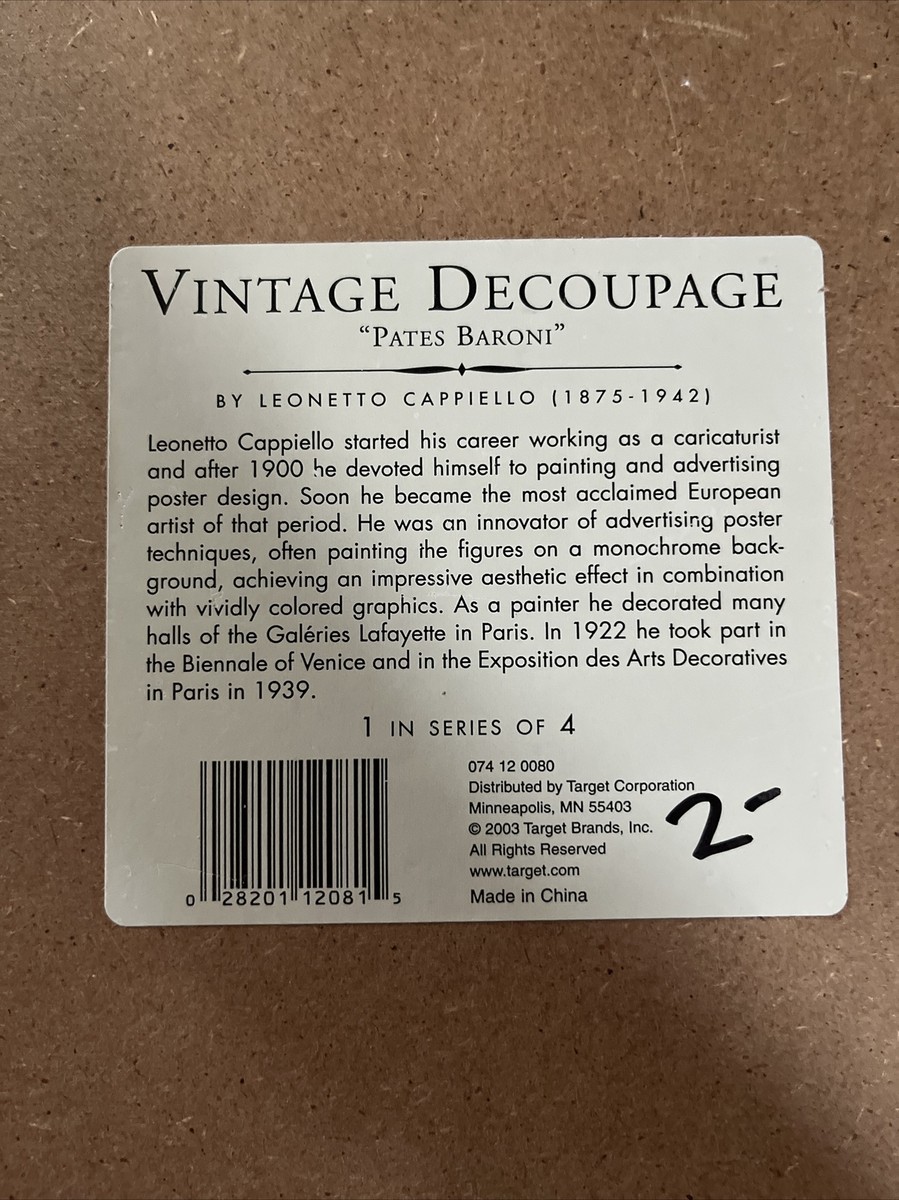 VINTAGE DECOUPAGE
“PATES BARONI”
BY LEONETTO CAPPIELLO (1875-1942)
Leonetto Cappiello started his career working as a caricaturist
and after 1900 he devoted himself to painting and advertising
poster design. Soon he became the most acclaimed European
artist of that period. He was an innovator of advertising poster
techniques, often painting the figures on a monochrome back-
ground, achieving an impressive aesthetic effect in combination
with vividly colored graphics. As a painter he decorated many
halls of the Galéries Lafayette in Paris. In 1922 he took part in
the Biennale of Venice and in the Exposition des Arts Decoratives
in Paris in 1939.
1 IN SERIES OF 4
074 12 0080
Distributed by Target Corporation
Minneapolis, MN 55403
© 2003 Target Brands, Inc.
All Rights Reserved
www.target.com
Made in China
2-
0 28201 12081 5